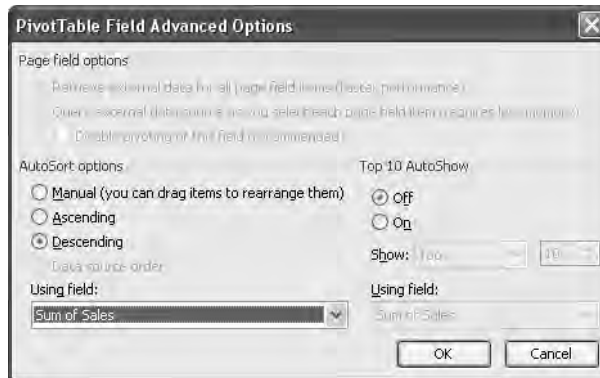 PivotTable Field Advanced Options
Page field options
Retrieve external data for all page field items (faster performance)
Query external data source as you select each page field item (requires less memory)
Disable pivoting of this field (recommended)
AutoSort options
Manual (you can drag items to rearrange them)
Ascending
Descending
Data source order
Using field:
Sum of Sales
Top 10 AutoShow
Off
On
Show: Top 10
Using field:
Sum of Sales
OK Cancel